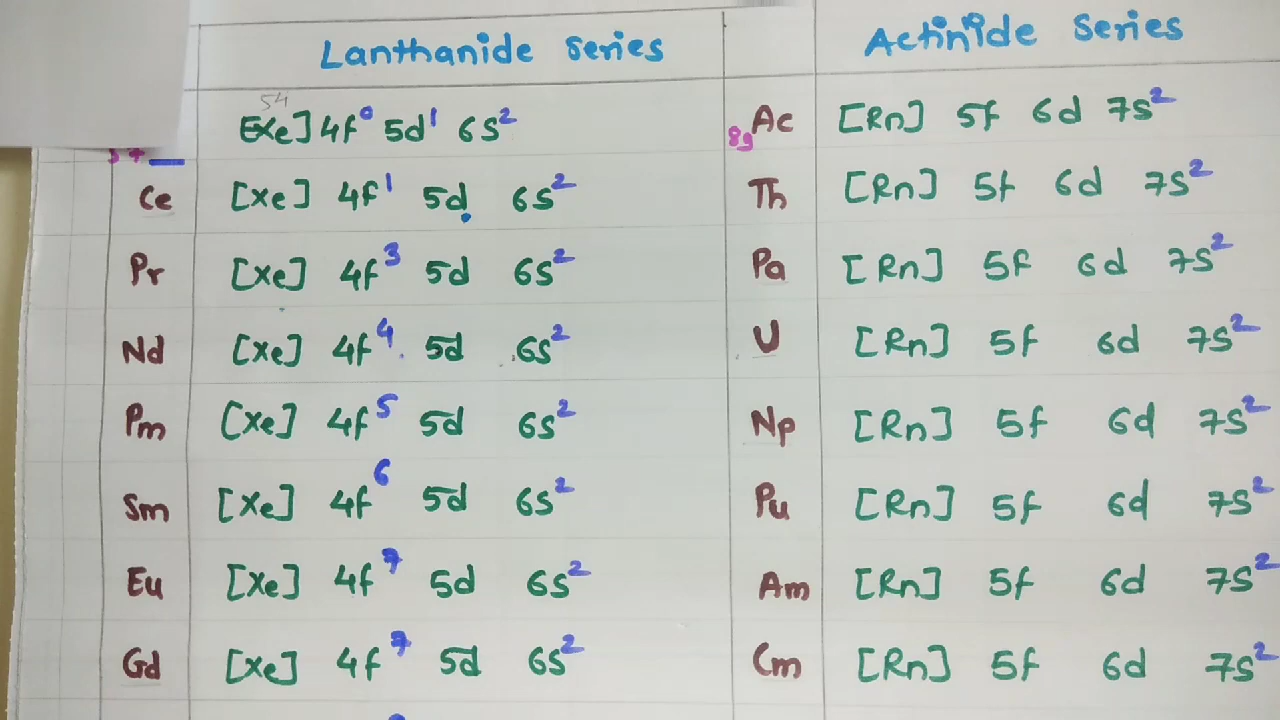 Lanthanide Series Actinide Series
54
[Xe] 4f⁰ 5d¹ 6s² 89Ac [Rn] 5f 6d 7s²
Ce [Xe] 4f¹ 5d 6s² Th [Rn] 5f 6d 7s²
Pr [Xe] 4f³ 5d 6s² Pa [Rn] 5f 6d 7s²
Nd [Xe] 4f⁴ 5d 6s² U [Rn] 5f 6d 7s²
Pm [Xe] 4f⁵ 5d 6s² Np [Rn] 5f 6d 7s²
Sm [Xe] 4f⁶ 5d 6s² Pu [Rn] 5f 6d 7s²
Eu [Xe] 4f⁷ 5d 6s² Am [Rn] 5f 6d 7s²
Gd [Xe] 4f⁷ 5d 6s² Cm [Rn] 5f 6d 7s²